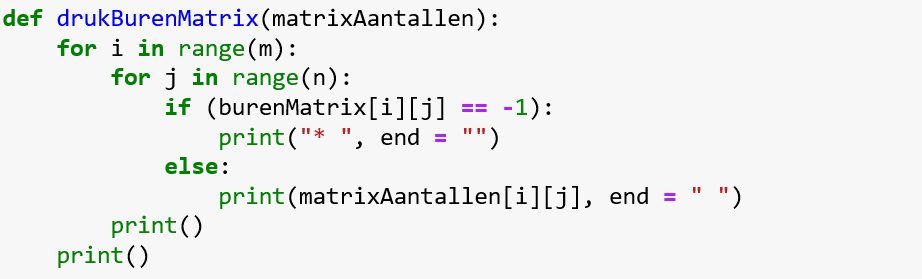 def drukBurenMatrix(matrixAantallen):
    for i in range(m):
        for j in range(n):
            if (burenMatrix[i][j] == -1):
                print("* ", end = "")
            else:
                print(matrixAantallen[i][j], end = " ")
        print()
    print()